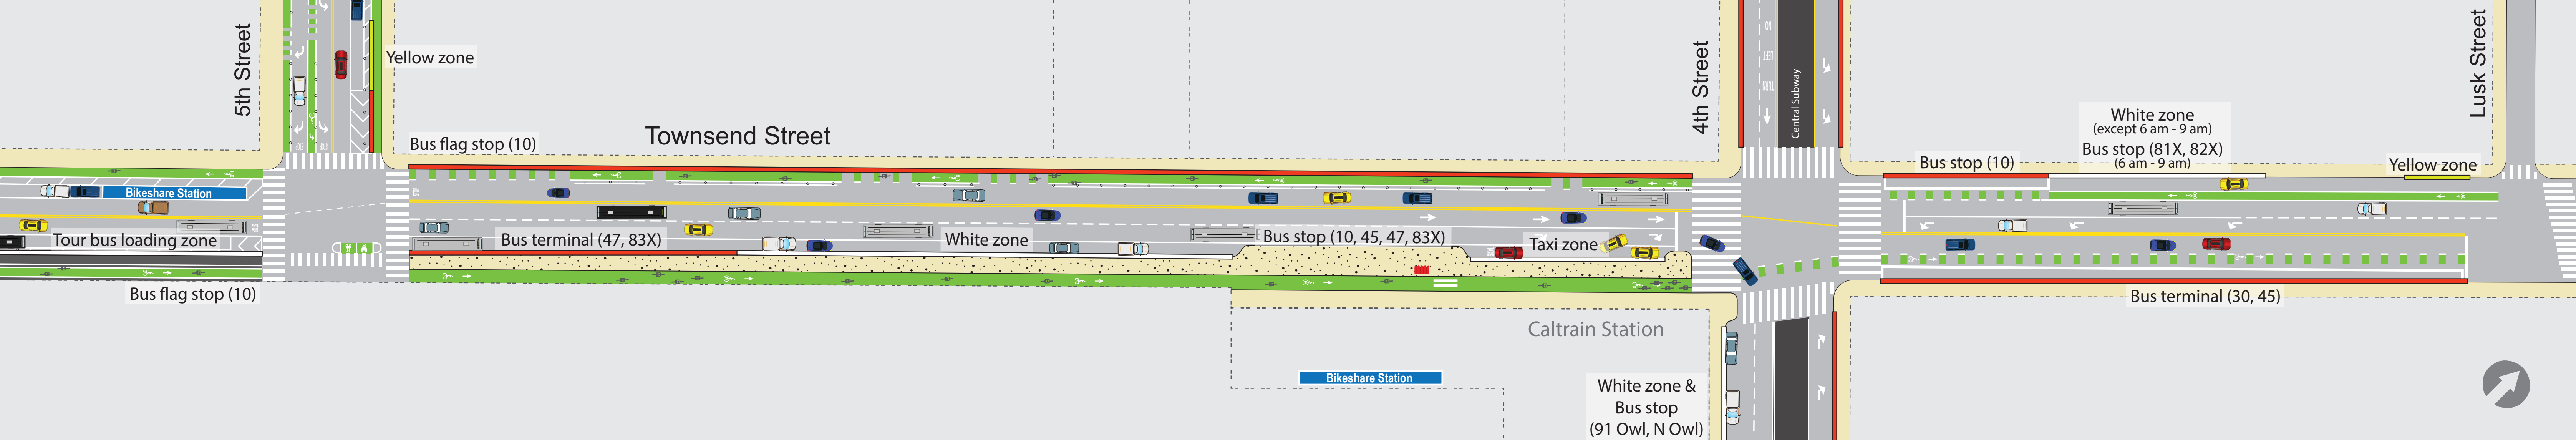 5th Street
Yellow zone
Bus flag stop (10)
Townsend Street
4th Street
NO
LEFT
TURN
Central Subway
Lusk Street
White zone
(except 6 am - 9 am)
Bus stop (81X, 82X)
(6 am - 9 am)
Bus stop (10)
Yellow zone
Bikeshare Station
Tour bus loading zone
Bus flag stop (10)
Bus terminal (47, 83X)
White zone
Bus stop (10, 45, 47, 83X)
Taxi zone
Bus terminal (30, 45)
Caltrain Station
Bikeshare Station
White zone &
Bus stop
(91 Owl, N Owl)